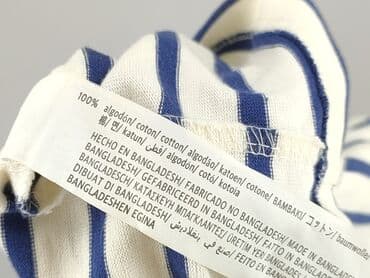 100% algodón/ coton/ cotton/ algodão/ katoen/ cotone/ ΒΑΜΒΑΚΙ/ コットン/ baumwolle/
棉/ 면/ katun/ قطن/ algodón/ cotó/ kotoia
HECHO EN BANGLADESH/ FABRICADO NO BANGLADESH/ MADE IN BANGLADESH/
BANGLADESH/ GEFABRICEERD IN BANGLADESH/ FATTO IN BANGLADESH/
BANGLADESCH/ ΚΑΤΑΣΚΕΥΗ ΜΠΑΓΚΛΑΝΤΕΣ/ ÜRETİM YERİ BANGLADEŞ/
DIBUAT DI BANGLADESH/ صنع في بنغلاديش/ FEITO EN BANGLADESH/
BANGLADESHEN EGINA